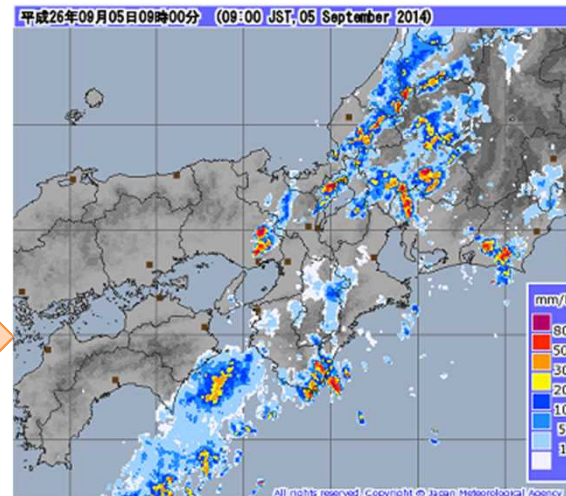 平成26年09月05日09時00分 (09:00 JST, 05 September 2014)
mm/
80
50
30
20
10
5
1
All rights reserved. Copyright © Japan Meteorological Agency